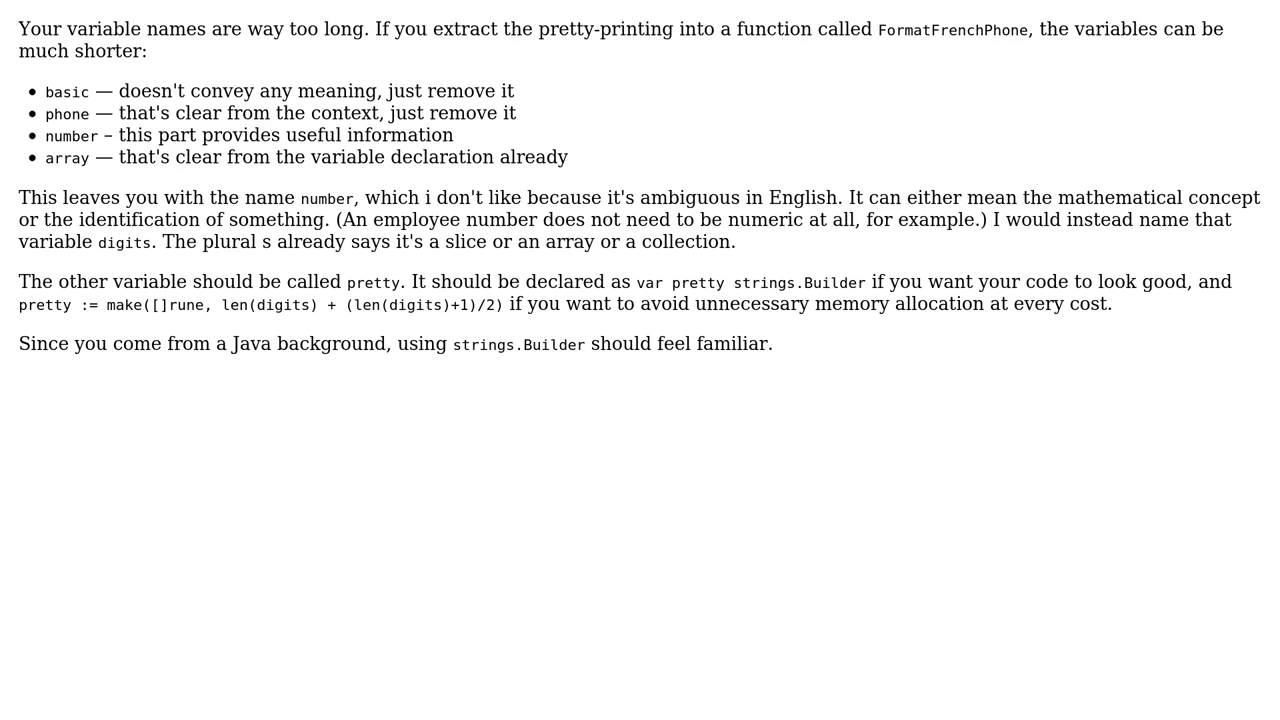 Your variable names are way too long. If you extract the pretty-printing into a function called FormatFrenchPhone, the variables can be
much shorter:
• basic — doesn't convey any meaning, just remove it
• phone — that's clear from the context, just remove it
• number – this part provides useful information
• array — that's clear from the variable declaration already
This leaves you with the name number, which i don't like because it's ambiguous in English. It can either mean the mathematical concept
or the identification of something. (An employee number does not need to be numeric at all, for example.) I would instead name that
variable digits. The plural s already says it's a slice or an array or a collection.
The other variable should be called pretty. It should be declared as var pretty strings.Builder if you want your code to look good, and
pretty := make([]rune, len(digits) + (len(digits)+1)/2) if you want to avoid unnecessary memory allocation at every cost.
Since you come from a Java background, using strings.Builder should feel familiar.